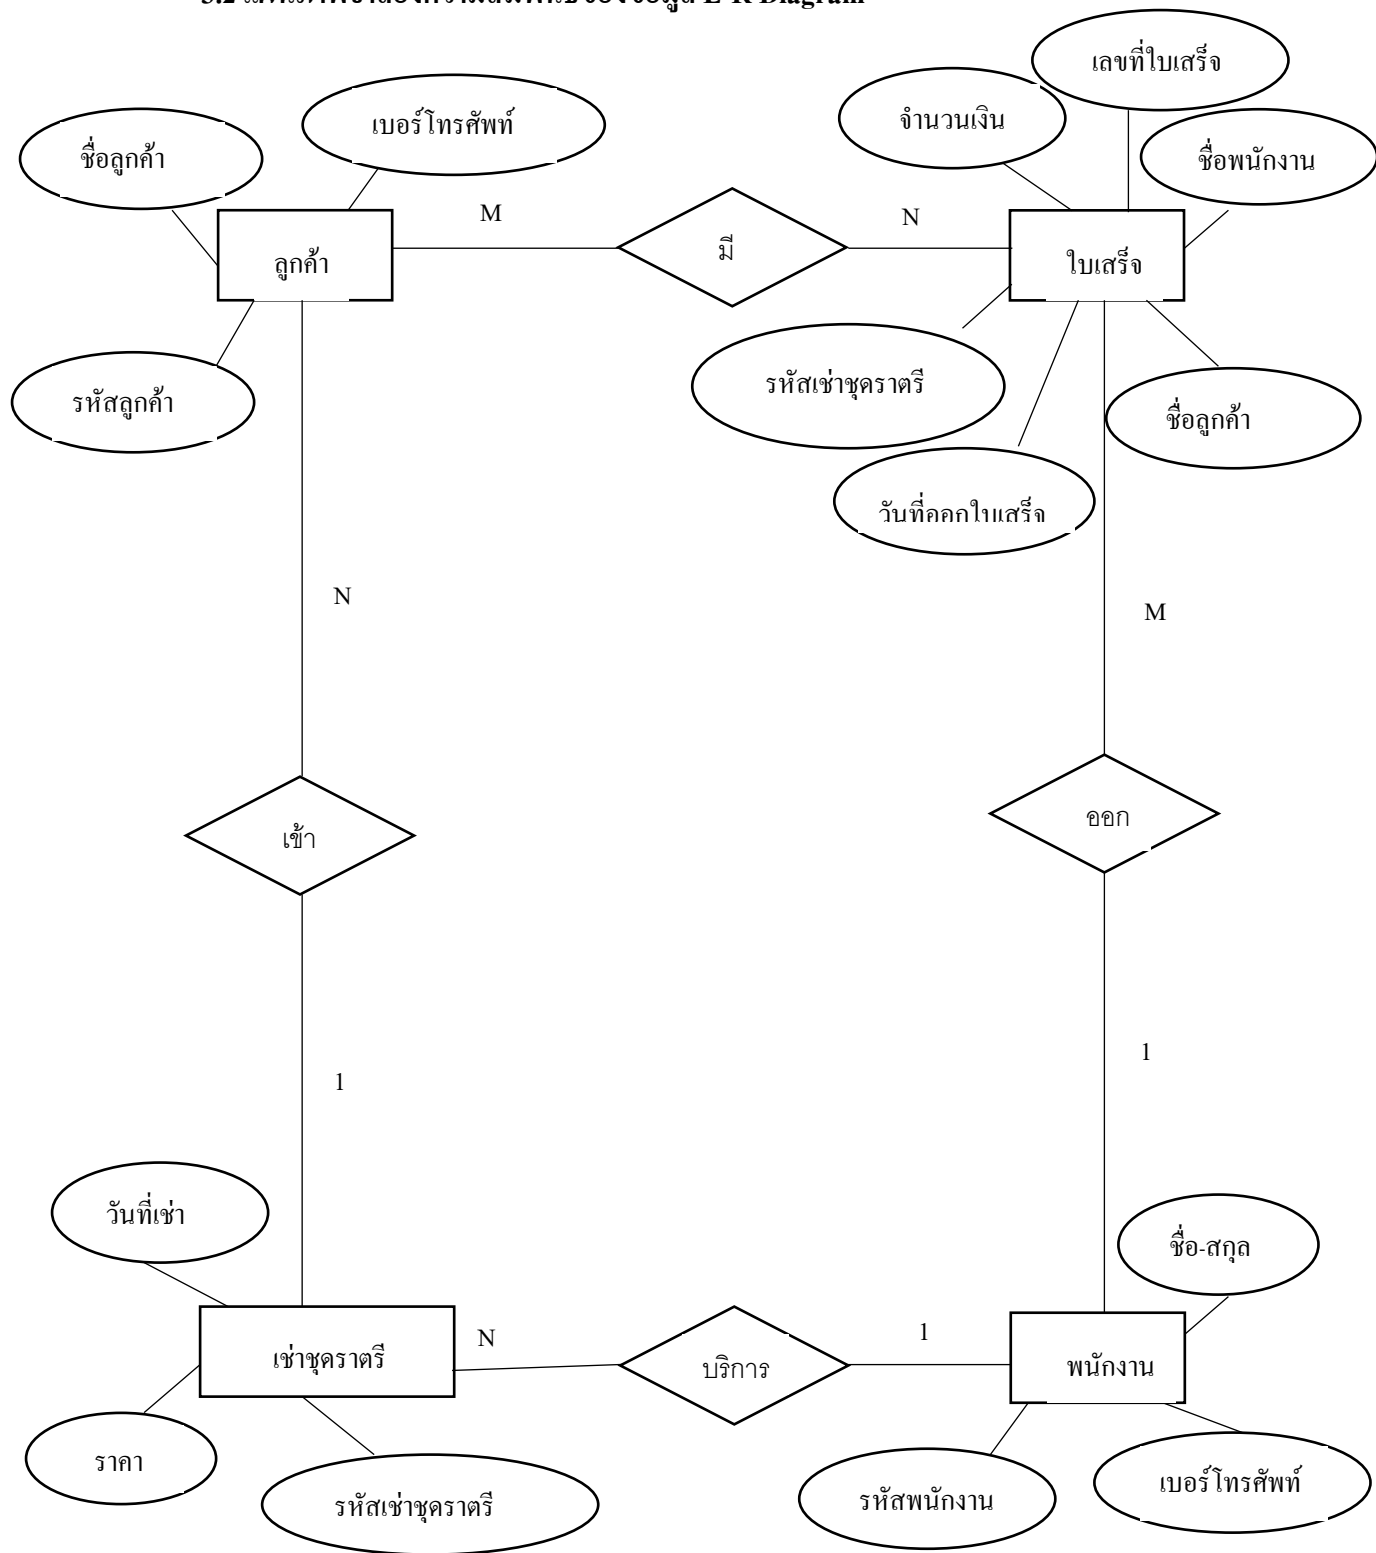 E-R Diagram
เลขที่ใบเสร็จ
เบอร์โทรศัพท์
จำนวนเงิน
ชื่อลูกค้า
ชื่อพนักงาน
M
N
มี
ลูกค้า
ใบเสร็จ
รหัสเช่าชุดราตรี
รหัสลูกค้า
ชื่อลูกค้า
วันที่ออกใบเสร็จ
N
M
ออก
เข้า
1
1
วันที่เช่า
ชื่อ-สกุล
N
1
เช่าชุดราตรี
บริการ
พนักงาน
ราคา
เบอร์โทรศัพท์
รหัสเช่าชุดราตรี
รหัสพนักงาน